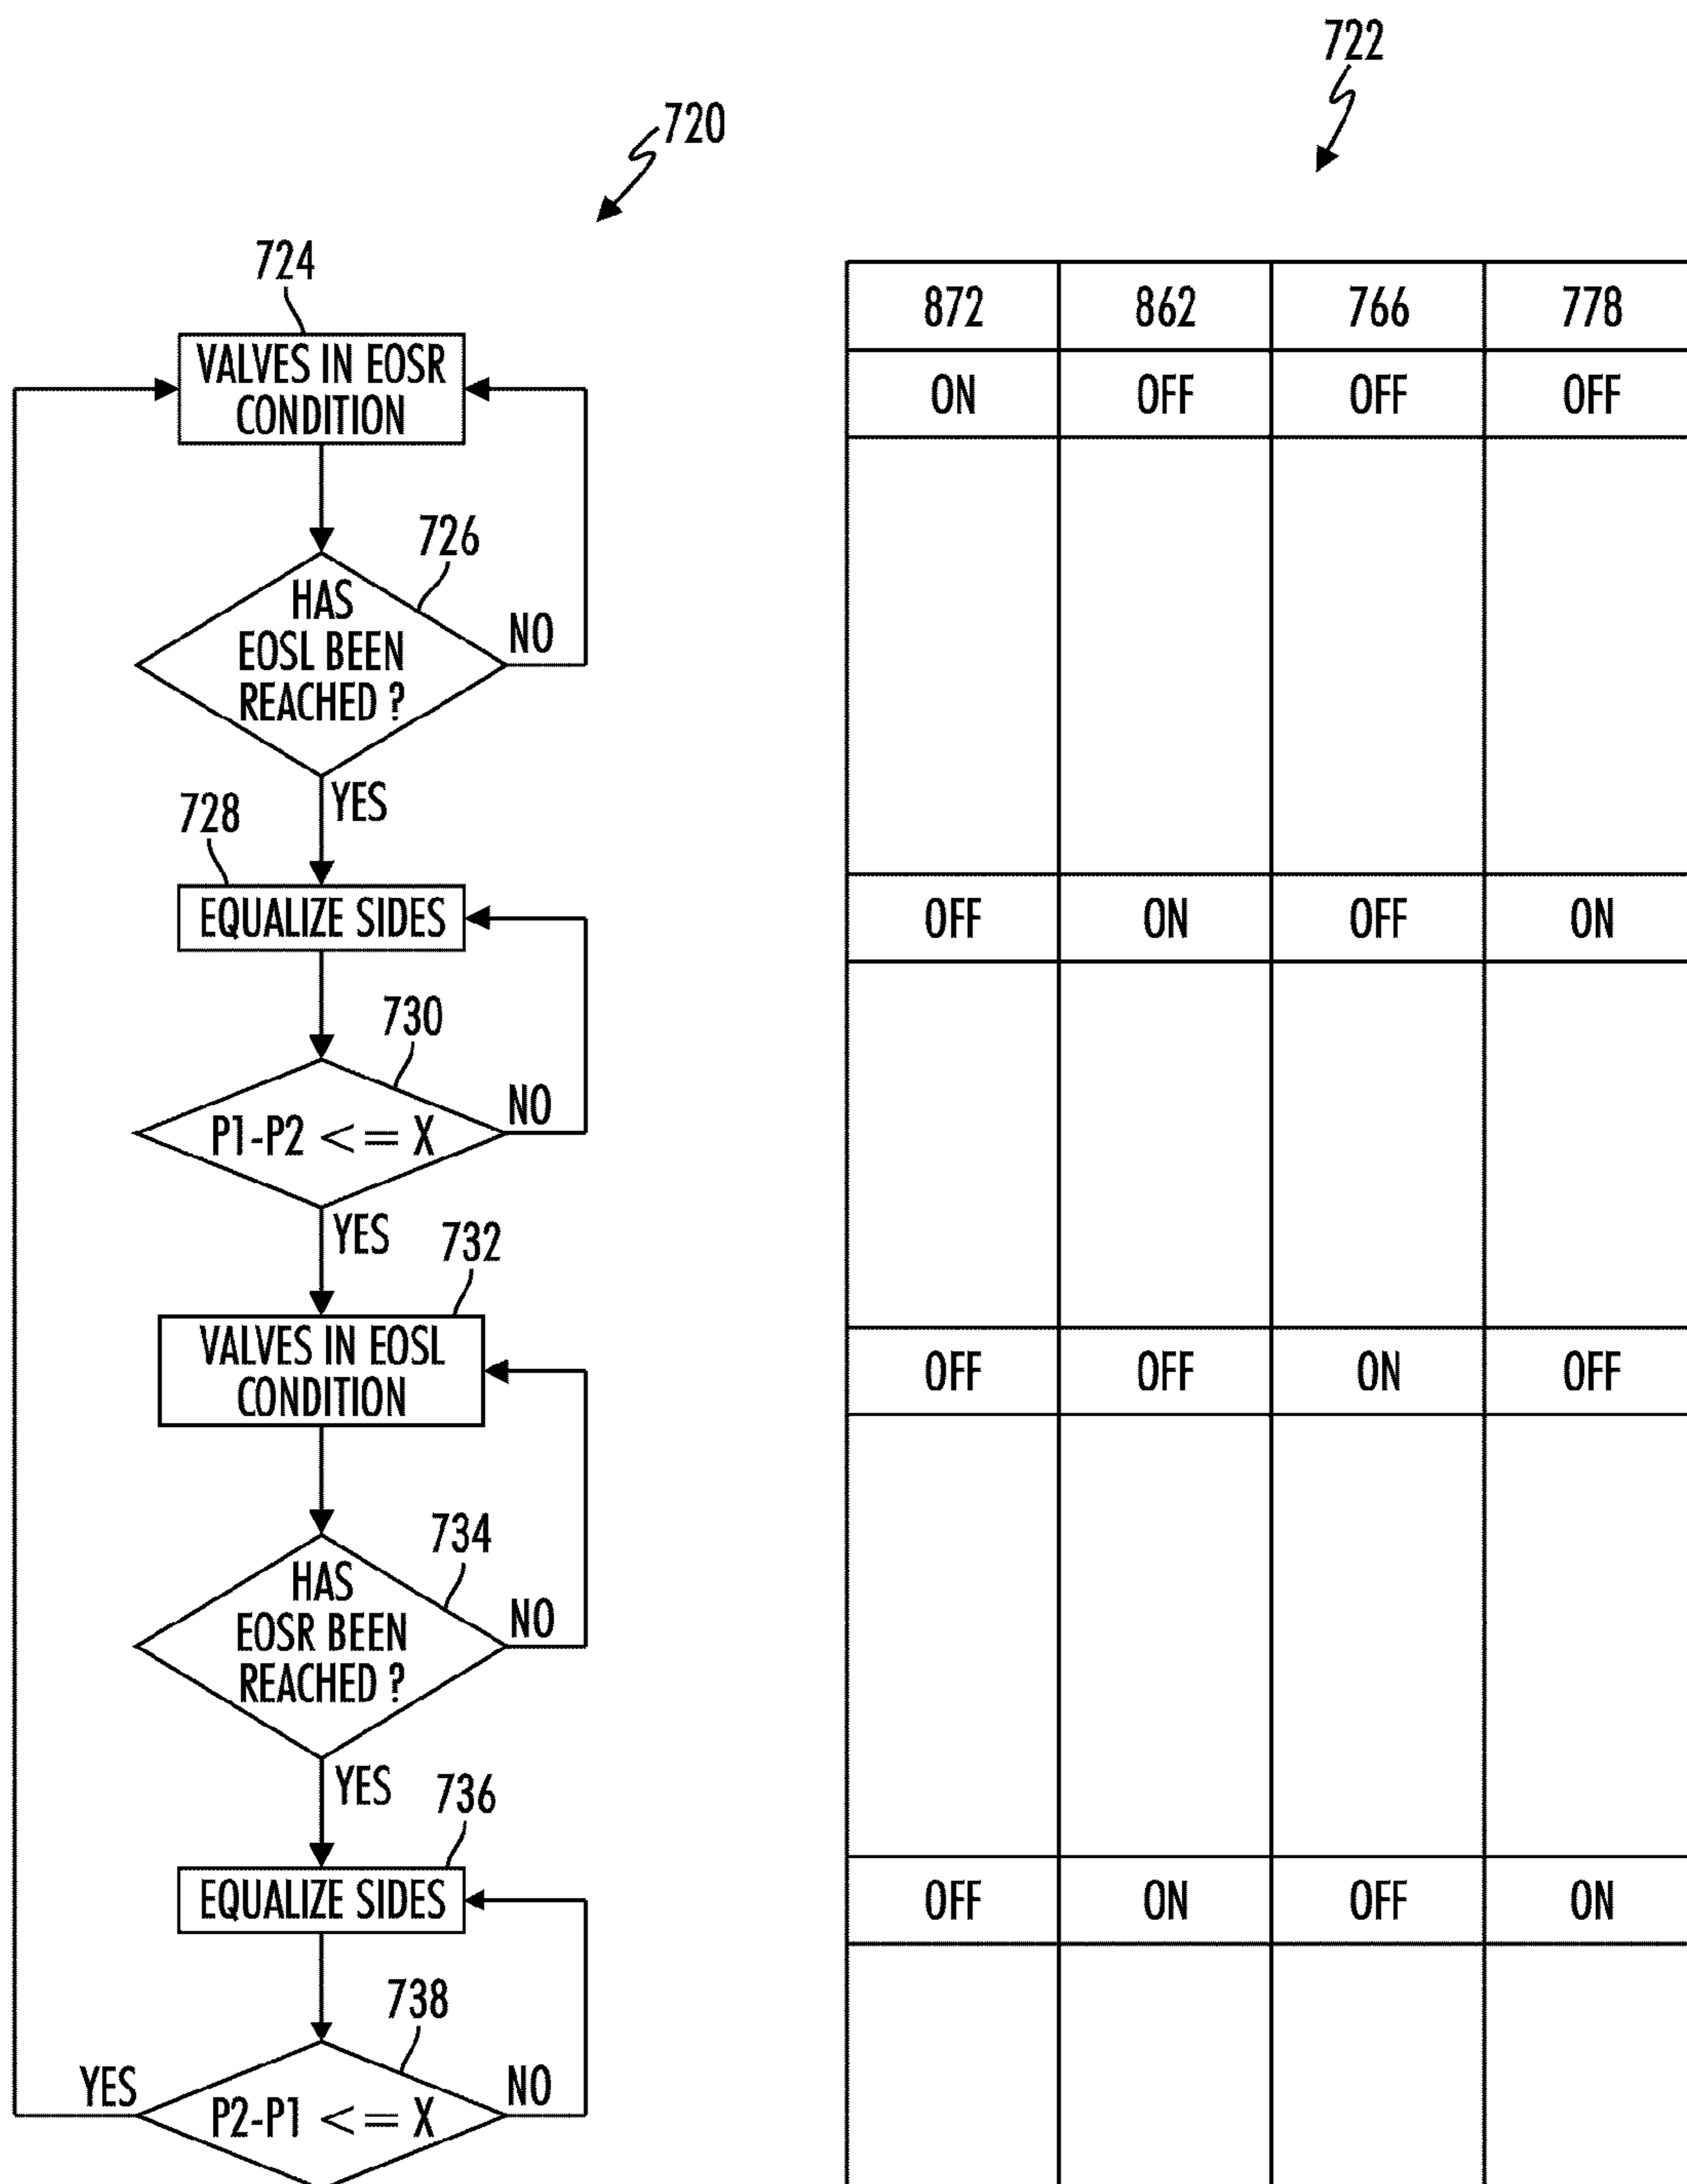 722
720
724
VALVES IN EOSR
CONDITION
726
HAS
EOSL BEEN
REACHED ?
NO
YES
728
EQUALIZE SIDES
730
P1-P2 <= X
NO
YES
732
VALVES IN EOSL
CONDITION
734
HAS
EOSR BEEN
REACHED ?
NO
YES
736
EQUALIZE SIDES
738
YES
P2-P1 <= X
NO
872 862 766 778
ON OFF OFF OFF
OFF ON OFF ON
OFF OFF ON OFF
OFF ON OFF ON